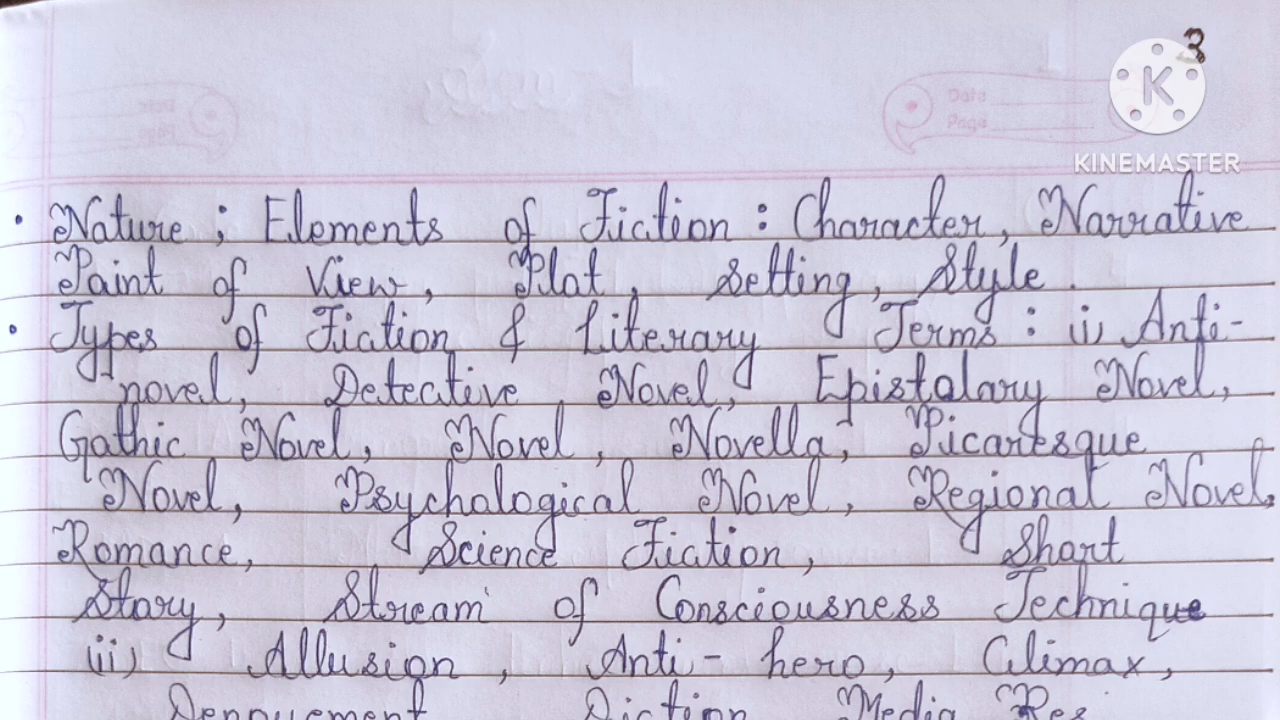 3
Date
Page
KINEMASTER
• Nature ; Elements of Fiction : Character, Narrative
Point of View, Plot, Setting, Style.
• Types of Fiction & Literary Terms : (i) Anti-
novel, Detective Novel, Epistolary Novel,
Gothic Novel, Novel, Novella, Picaresque
Novel, Psychological Novel, Regional Novel,
Romance, Science Fiction, Short
Story, Stream of Consciousness Technique
(ii) Allusion, Anti-hero, Climax,
Denouement Diction Media Res